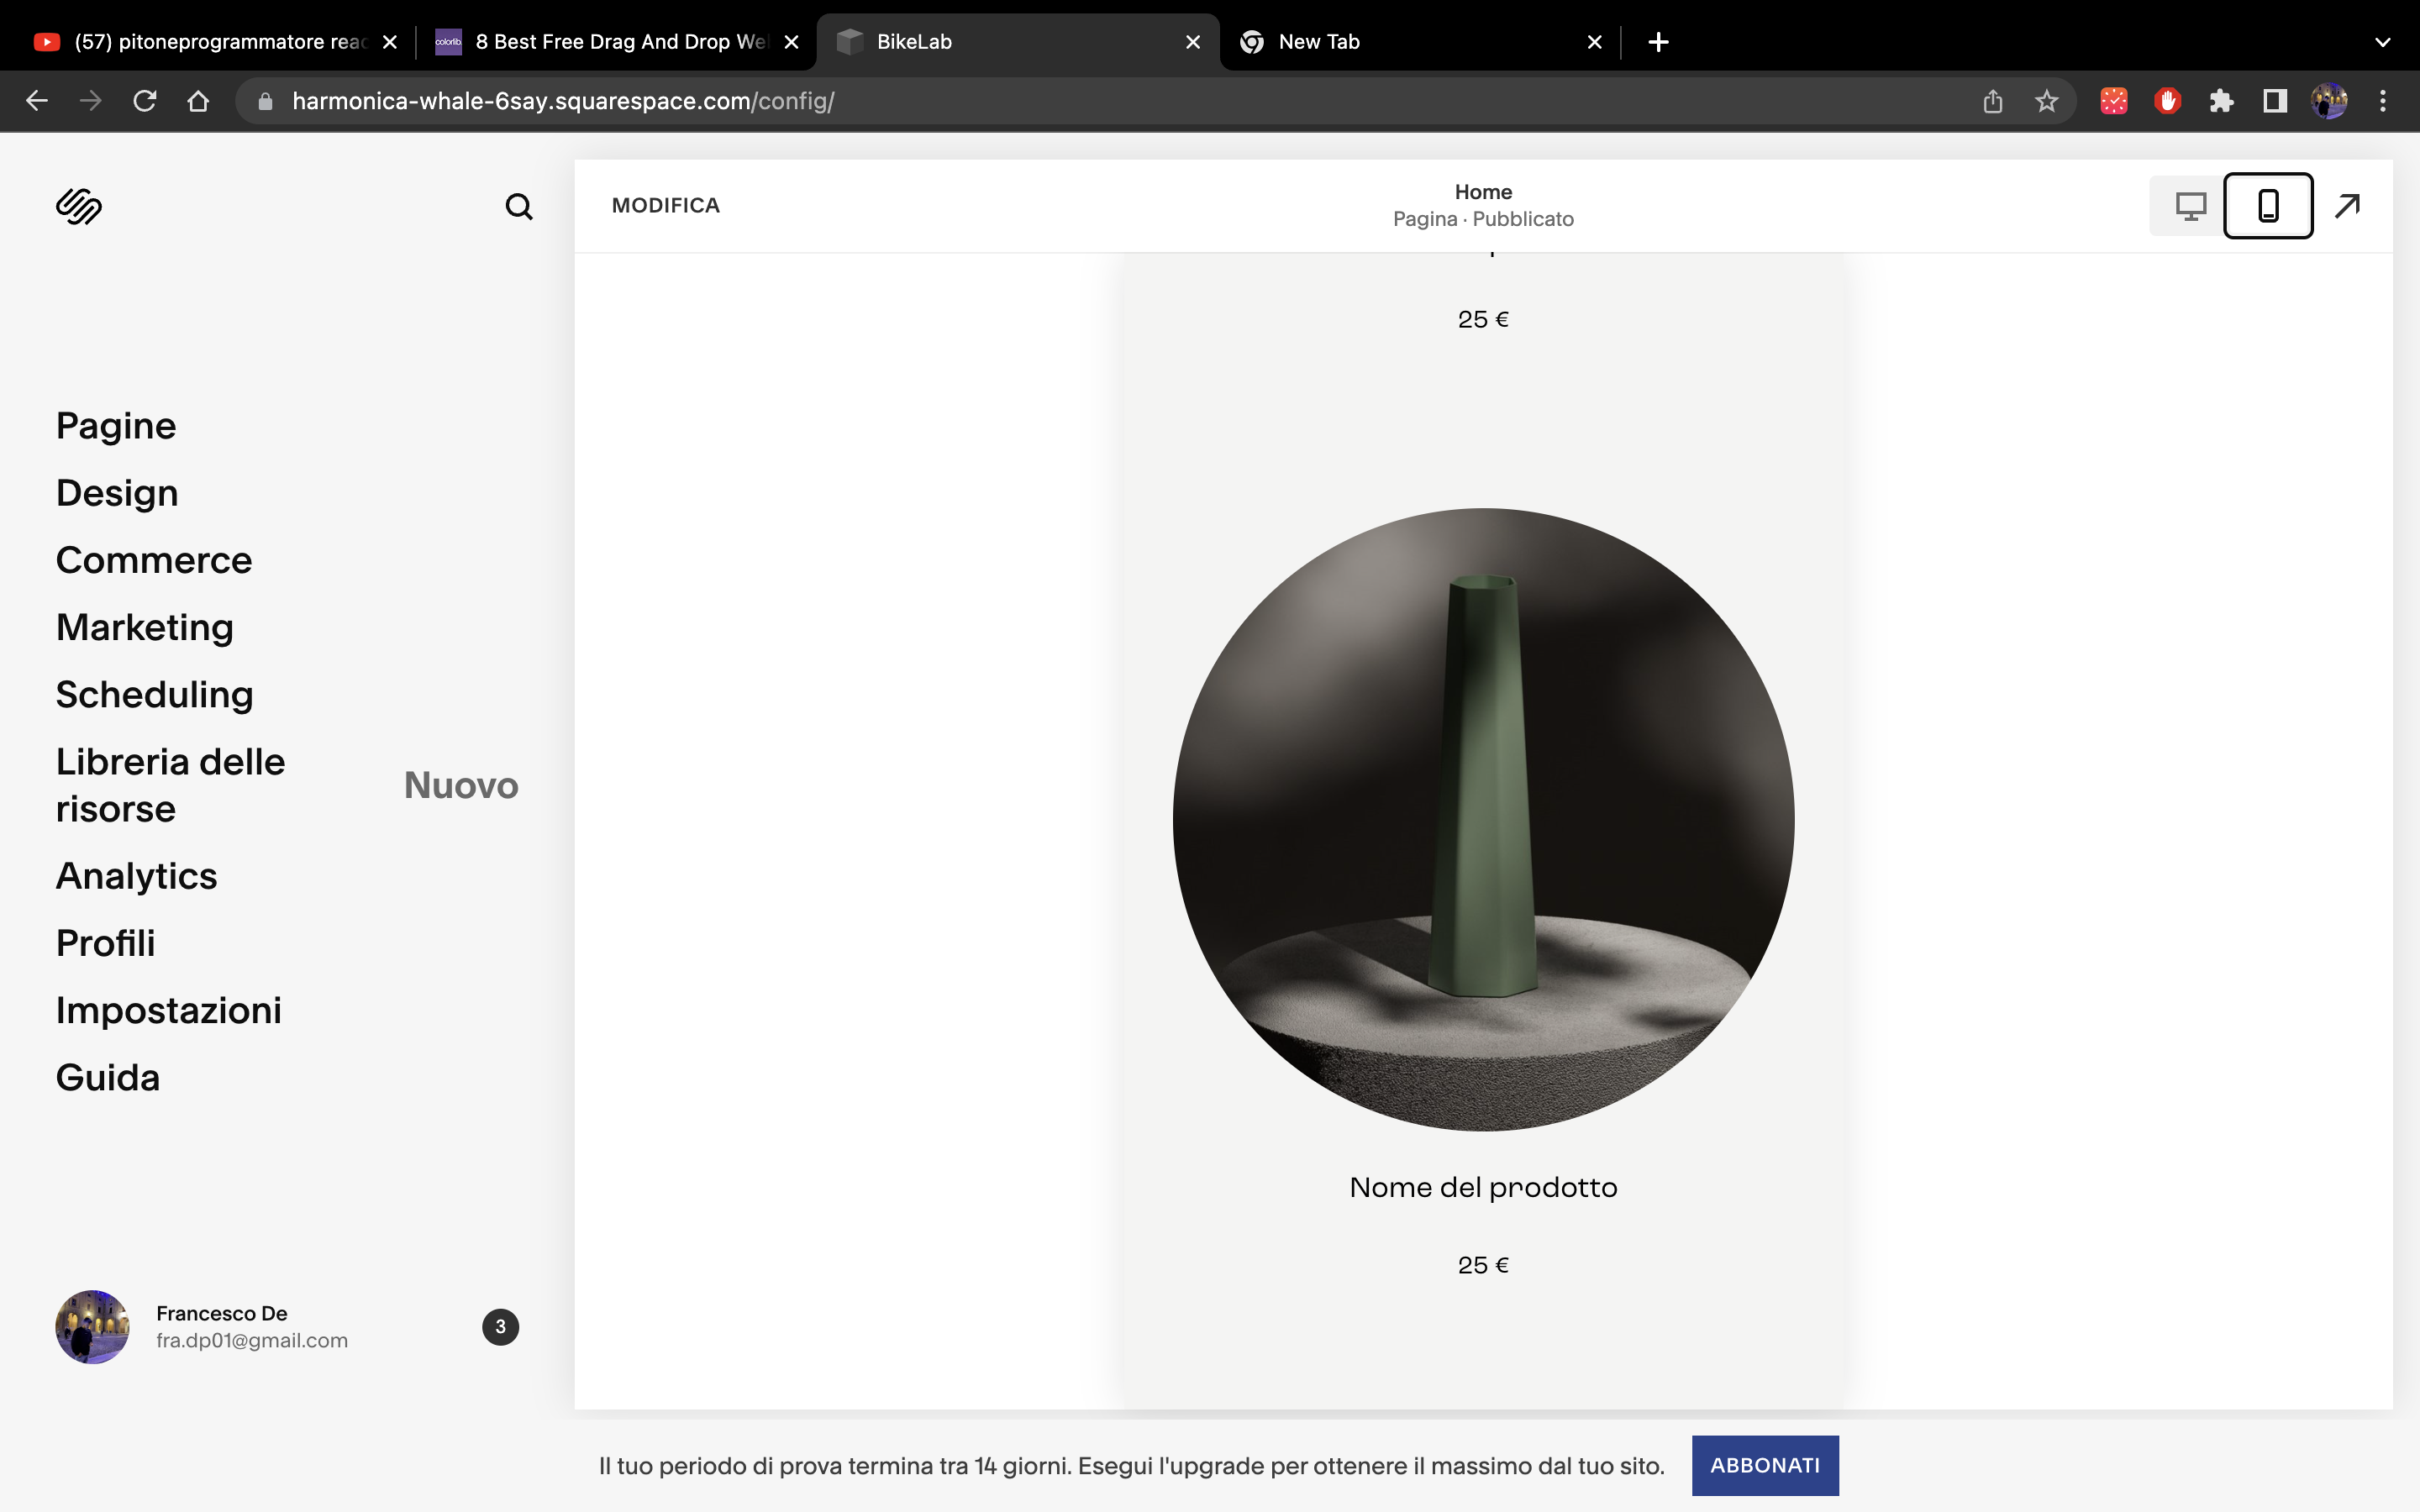 (57) pitoneprogrammatore reac
colorlib.
8 Best Free Drag And Drop We
BikeLab
New Tab
harmonica-whale-6say.squarespace.com/config/
MODIFICA
Home
Pagina · Pubblicato
25 €
Pagine
Design
Commerce
Marketing
Scheduling
Libreria delle
risorse
Nuovo
Analytics
Profili
Impostazioni
Guida
Nome del prodotto
25 €
Francesco De
fra.dp01@gmail.com
3
Il tuo periodo di prova termina tra 14 giorni. Esegui l'upgrade per ottenere il massimo dal tuo sito.
ABBONATI